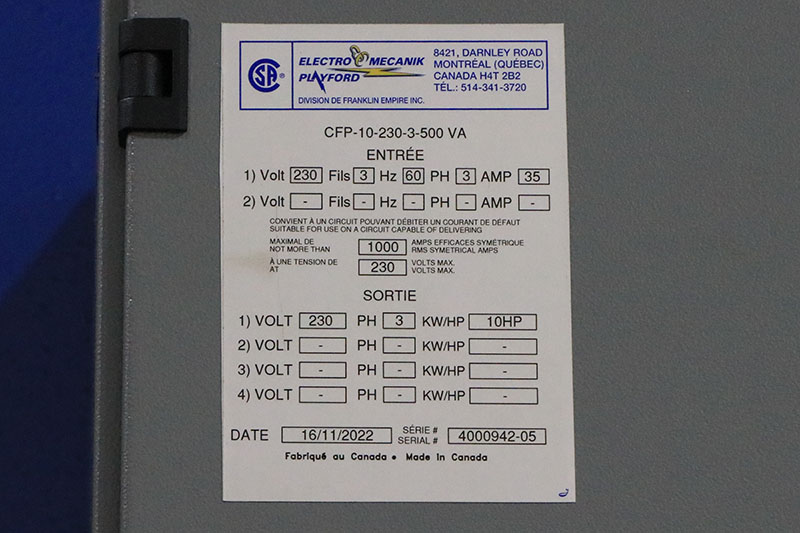 CSA®
ELECTRO MECANIK
PLAYFORD
DIVISION DE FRANKLIN EMPIRE INC.
8421, DARNLEY ROAD
MONTRÉAL (QUÉBEC)
CANADA H4T 2B2
TÉL.: 514-341-3720
CFP-10-230-3-500 VA
ENTRÉE
1) Volt 230 Fils 3 Hz 60 PH 3 AMP 35
2) Volt - Fils - Hz - PH - AMP -
CONVIENT À UN CIRCUIT POUVANT DÉBITER UN COURANT DE DÉFAUT
SUITABLE FOR USE ON A CIRCUIT CAPABLE OF DELIVERING
MAXIMAL DE
NOT MORE THAN
1000
AMPS EFFICACES SYMÉTRIQUE
RMS SYMETRICAL AMPS
À UNE TENSION DE
AT
230
VOLTS MAX.
VOLTS MAX.
SORTIE
1) VOLT 230 PH 3 KW/HP 10HP
2) VOLT - PH - KW/HP -
3) VOLT - PH - KW/HP -
4) VOLT - PH - KW/HP -
DATE 16/11/2022
SÉRIE #
SERIAL #
4000942-05
Fabriqué au Canada • Made in Canada